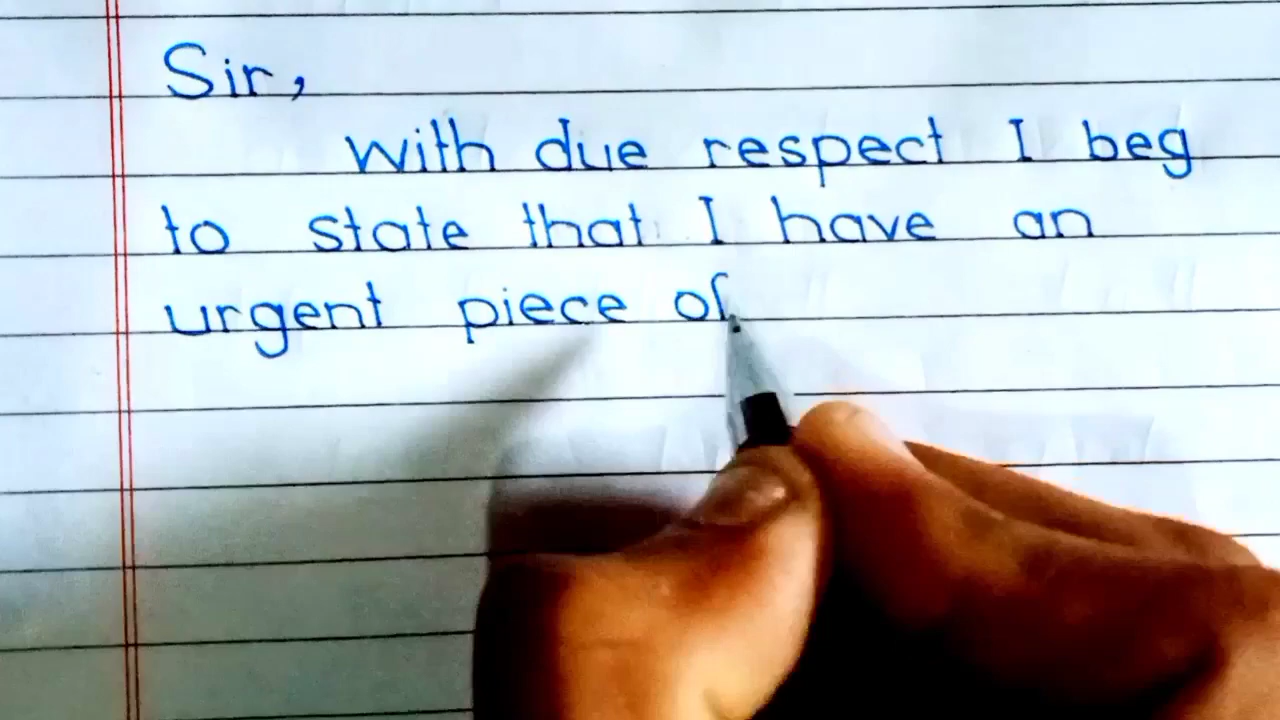 Sir,
with due respect I beg
to state that I have an
urgent piece of